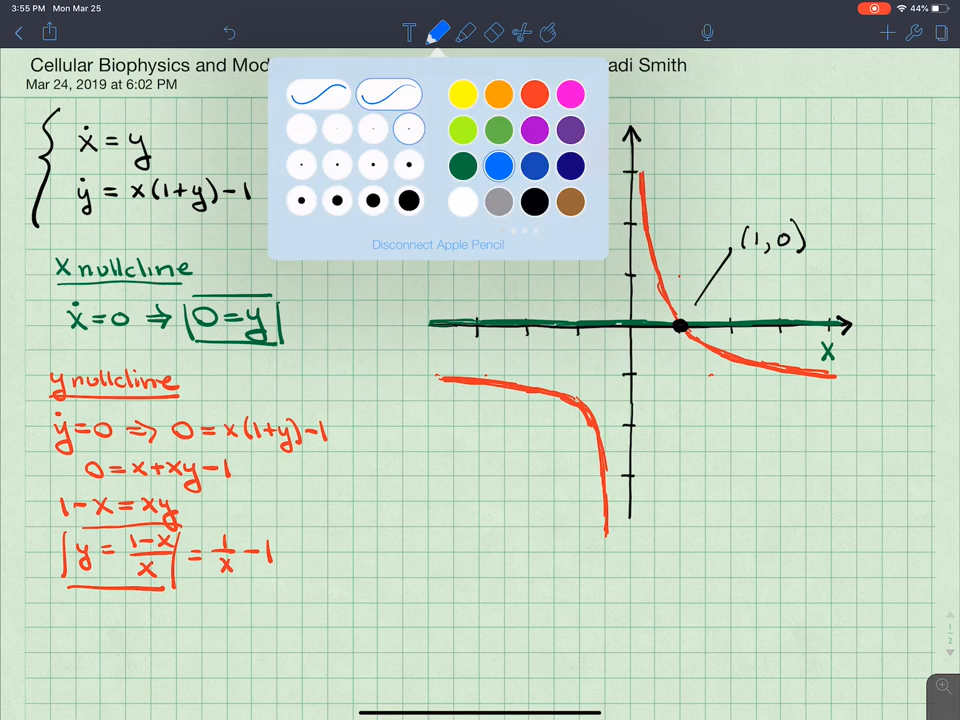 3:55 PM Mon Mar 25
44%
T
Cellular Biophysics and Mod
adi Smith
Mar 24, 2019 at 6:02 PM
Disconnect Apple Pencil
ẋ = y
ẏ = x(1+y)-1
x nullcline
ẋ=0 ⇒ 0=y
y nullcline
ẏ=0 ⇒ 0=x(1+y)-1
0=x+xy-1
1-x=xy
y = (1-x)/x = 1/x -1
(1,0)
x
1/2